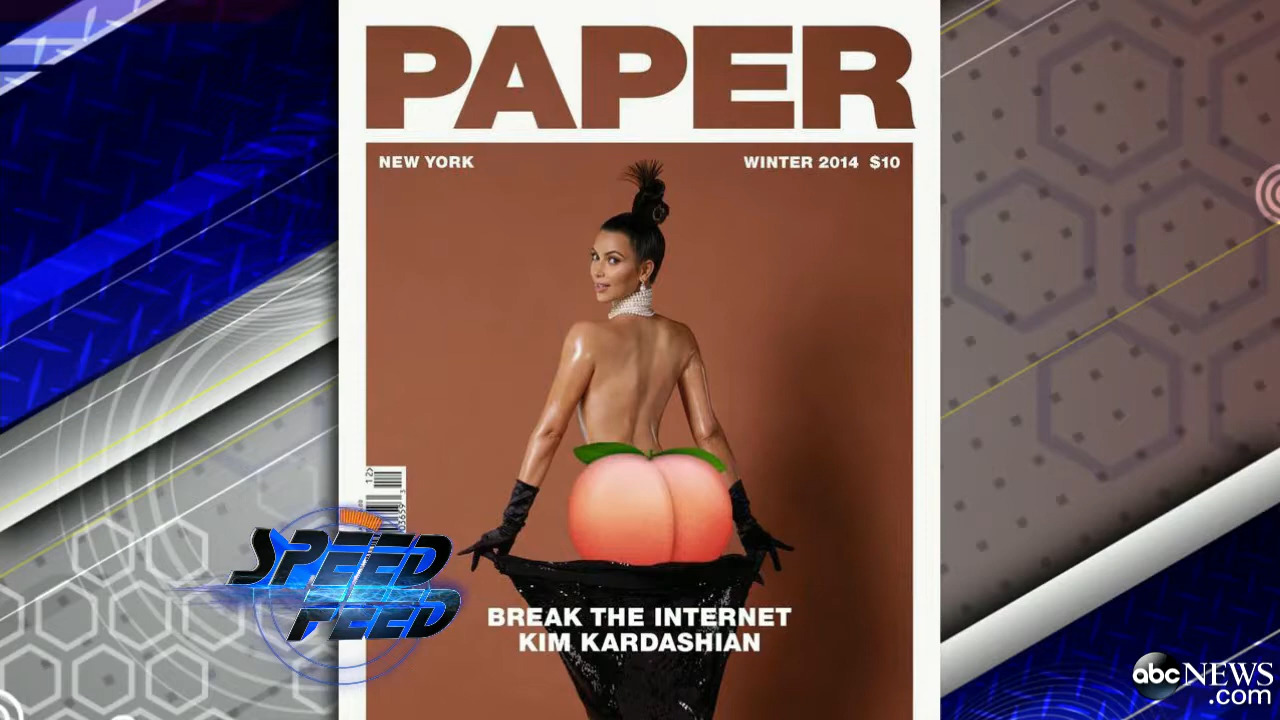 PAPER
NEW YORK
WINTER 2014 $10
SPEED
FEED
BREAK THE INTERNET
KIM KARDASHIAN
abc NEWS
.com